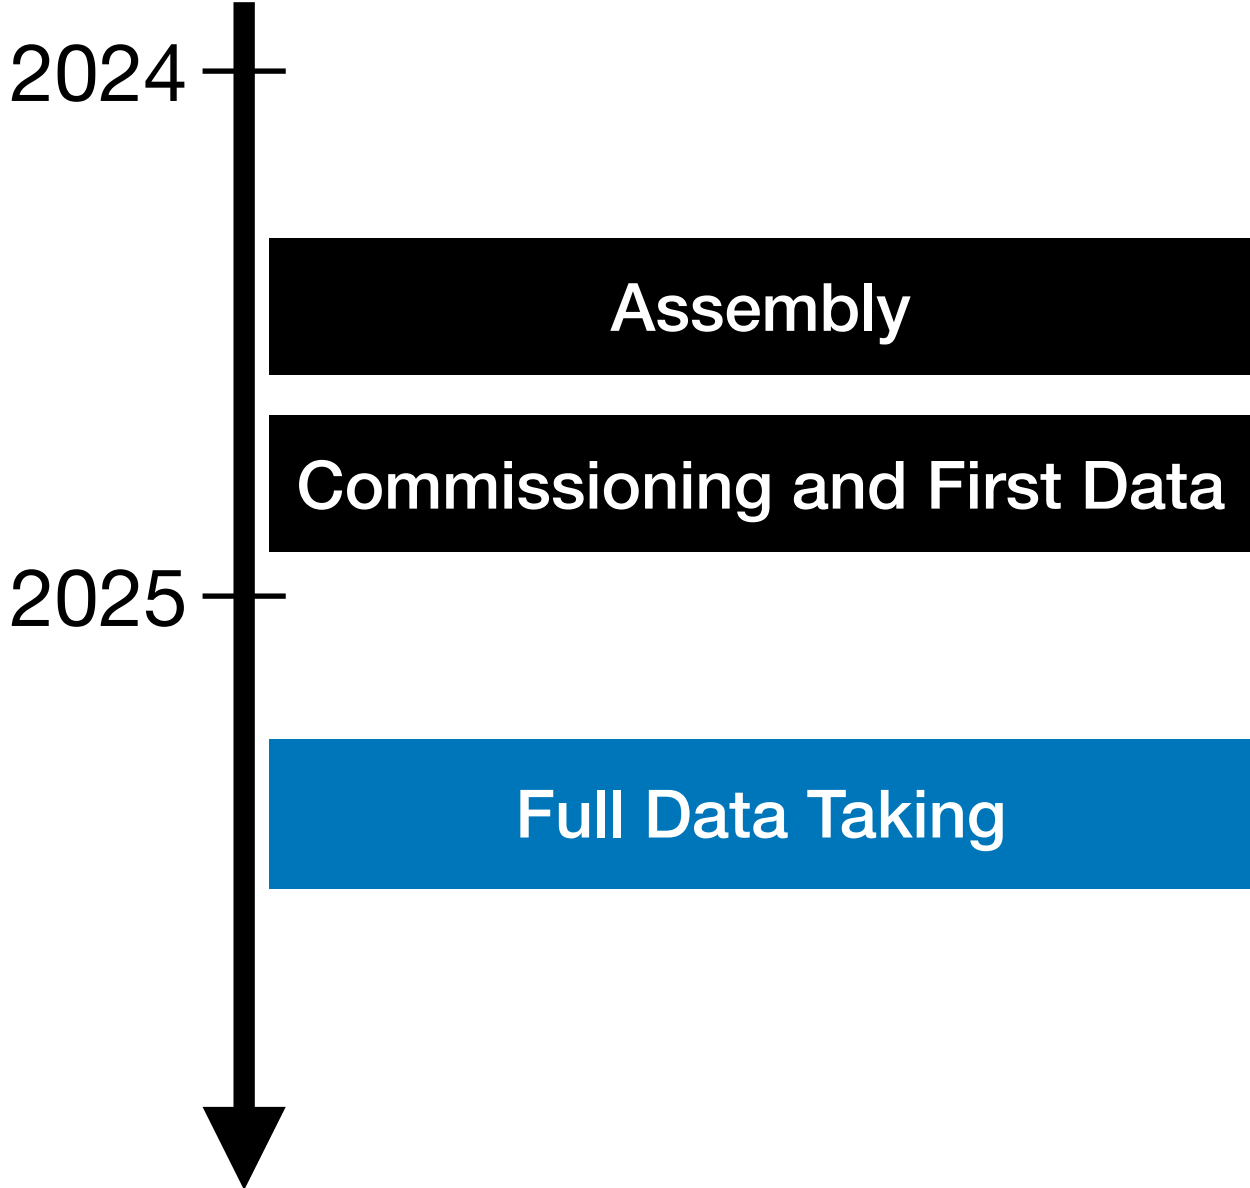 2024
Assembly
Commissioning and First Data
2025
Full Data Taking